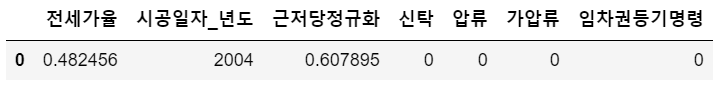 전세가율 시공일자_년도 근저당정규화 신탁 압류 가압류 임차권등기명령
0 0.482456 2004 0.607895 0 0 0 0